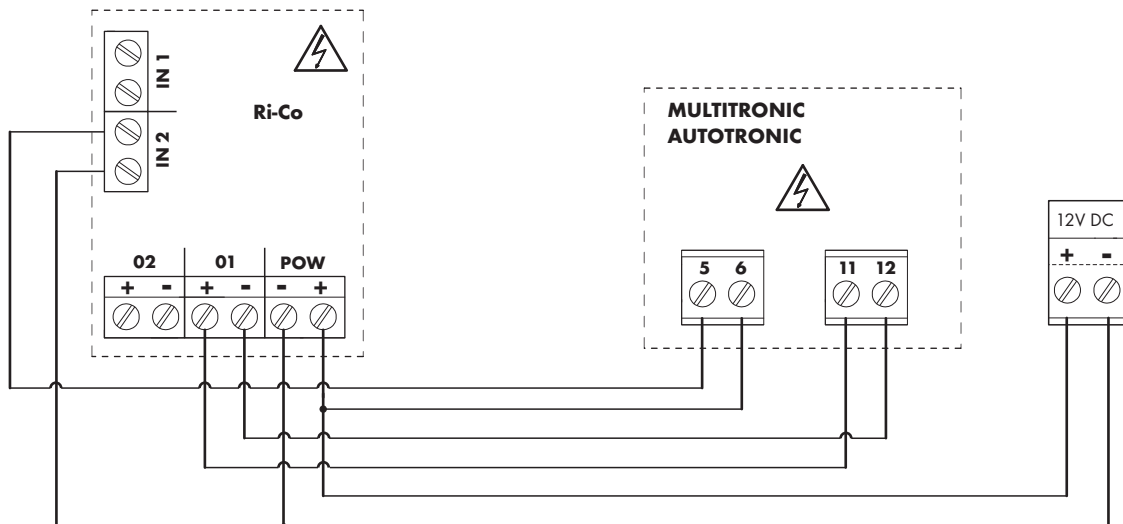 IN 1
IN 2
Ri-Co
02 01 POW
+ - + - - +
MULTITRONIC
AUTOTRONIC
5 6
11 12
12V DC
+ -